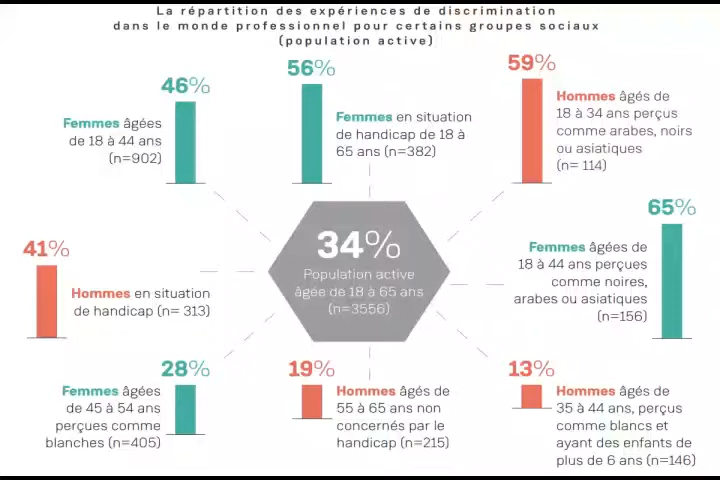 La répartition des expériences de discrimination
dans le monde professionnel pour certains groupes sociaux
(population active)
46%
Femmes âgées
de 18 à 44 ans
(n=902)
56%
Femmes en situation
de handicap de 18 à
65 ans (n=382)
59%
Hommes âgés de
18 à 34 ans perçus
comme arabes, noirs
ou asiatiques
(n= 114)
41%
Hommes en situation
de handicap (n= 313)
34%
Population active
âgée de 18 à 65 ans
(n=3556)
65%
Femmes âgées de
18 à 44 ans perçues
comme noires,
arabes ou asiatiques
(n=156)
28%
Femmes âgées
de 45 à 54 ans
perçues comme
blanches (n=405)
19%
Hommes âgés de
55 à 65 ans non
concernés par le
handicap (n=215)
13%
Hommes âgés de
35 à 44 ans, perçus
comme blancs et
ayant des enfants de
plus de 6 ans (n=146)